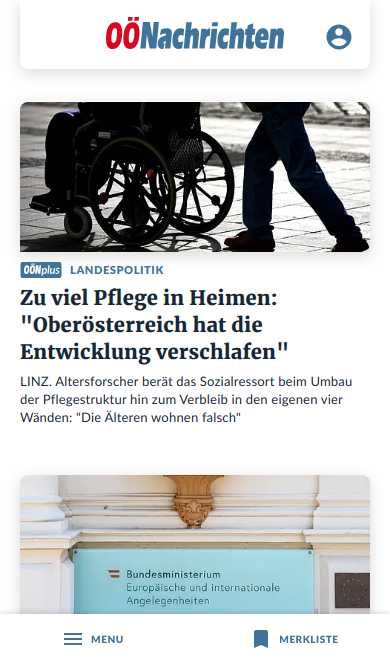 OÖNachrichten
OÖNplus LANDESPOLITIK
Zu viel Pflege in Heimen:
"Oberösterreich hat die
Entwicklung verschlafen"
LINZ. Altersforscher berät das Sozialressort beim Umbau
der Pflegestruktur hin zum Verbleib in den eigenen vier
Wänden: "Die Älteren wohnen falsch"
Bundesministerium
Europäische und internationale
Angelegenheiten
MENU
MERKLISTE